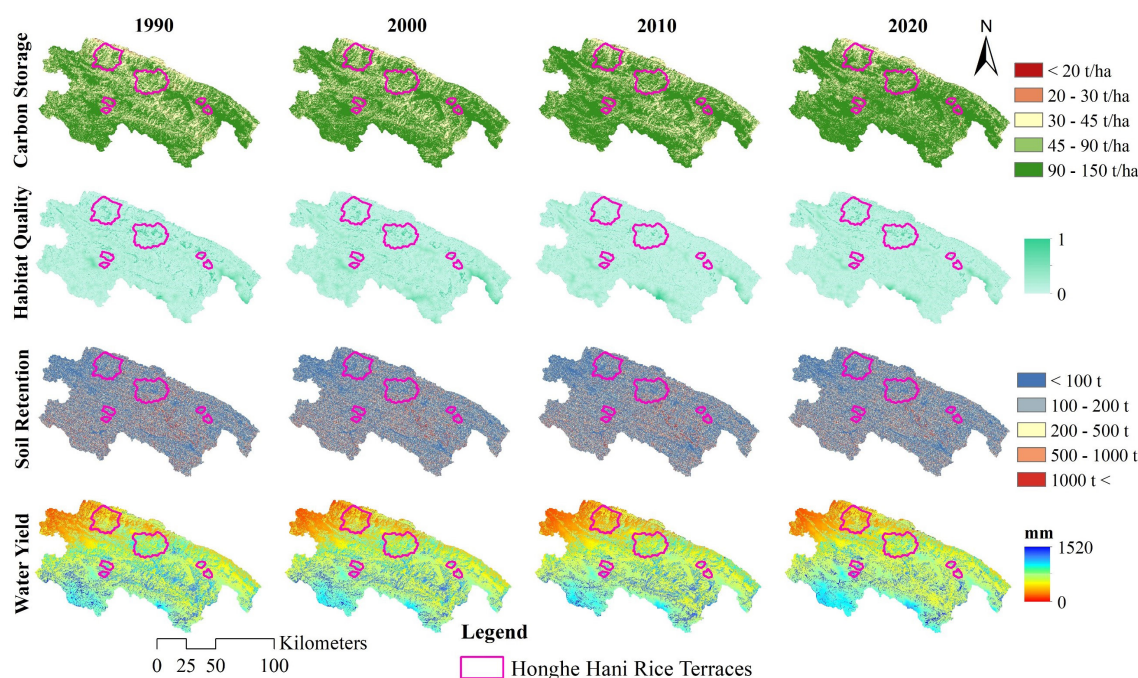 1990 2000 2010 2020
N
Carbon Storage
< 20 t/ha
20 - 30 t/ha
30 - 45 t/ha
45 - 90 t/ha
90 - 150 t/ha
Habitat Quality
1
0
Soil Retention
< 100 t
100 - 200 t
200 - 500 t
500 - 1000 t
1000 t <
Water Yield
mm
1520
0
Kilometers
0 25 50 100
Legend
Honghe Hani Rice Terraces